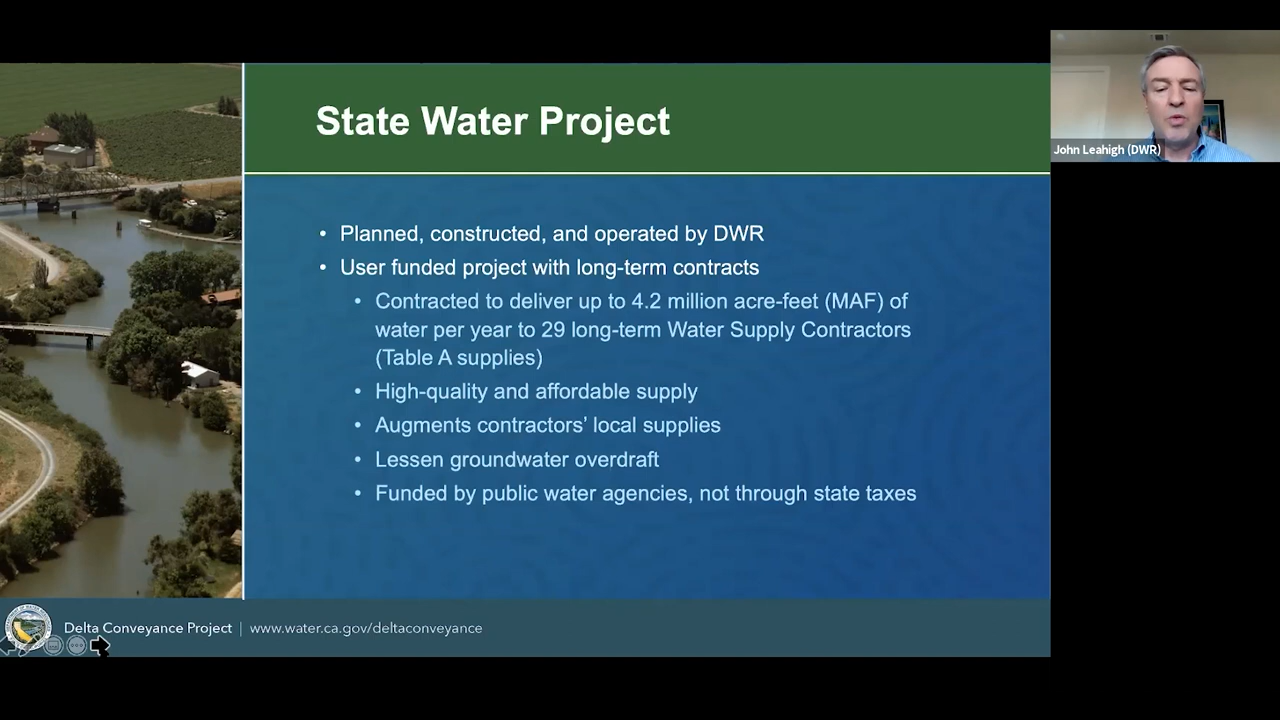 State Water Project
John Leahigh (DWR)
• Planned, constructed, and operated by DWR
• User funded project with long-term contracts
• Contracted to deliver up to 4.2 million acre-feet (MAF) of
water per year to 29 long-term Water Supply Contractors
(Table A supplies)
• High-quality and affordable supply
• Augments contractors’ local supplies
• Lessen groundwater overdraft
• Funded by public water agencies, not through state taxes
Delta Conveyance Project | www.water.ca.gov/deltaconveyance